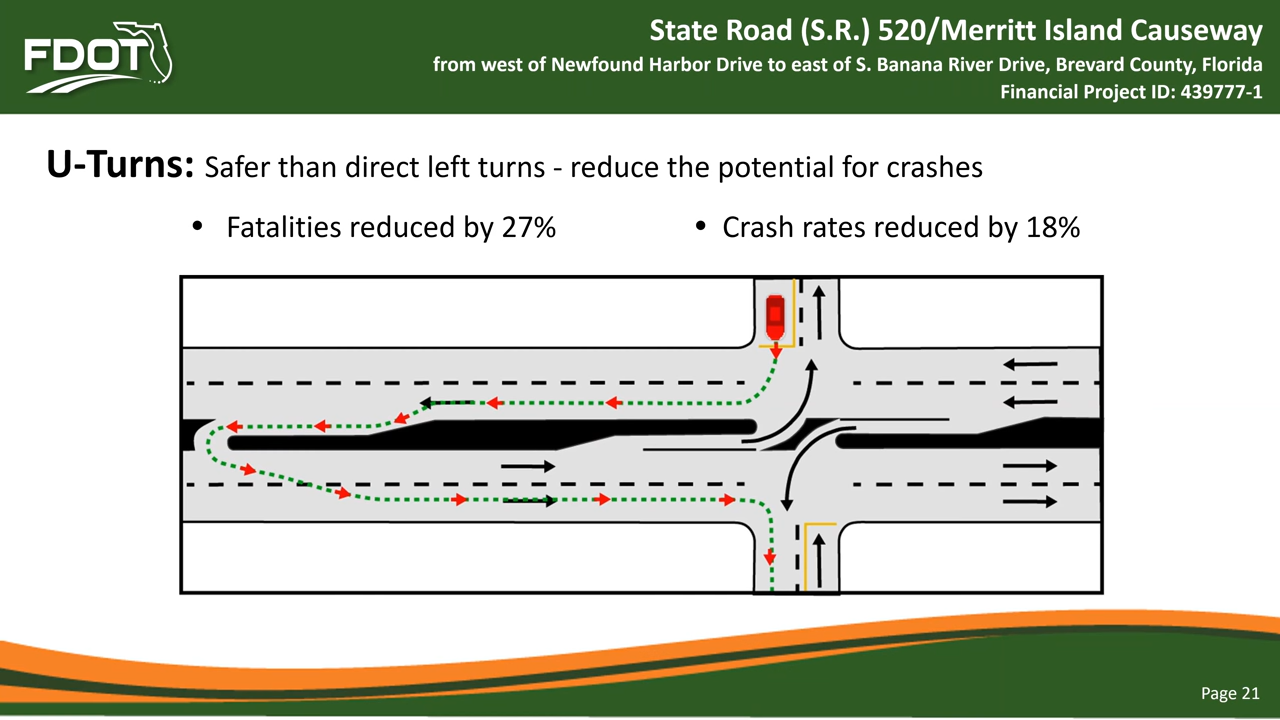 FDOT
State Road (S.R.) 520/Merritt Island Causeway
from west of Newfound Harbor Drive to east of S. Banana River Drive, Brevard County, Florida
Financial Project ID: 439777-1
U-Turns: Safer than direct left turns - reduce the potential for crashes
• Fatalities reduced by 27%
• Crash rates reduced by 18%
Page 21